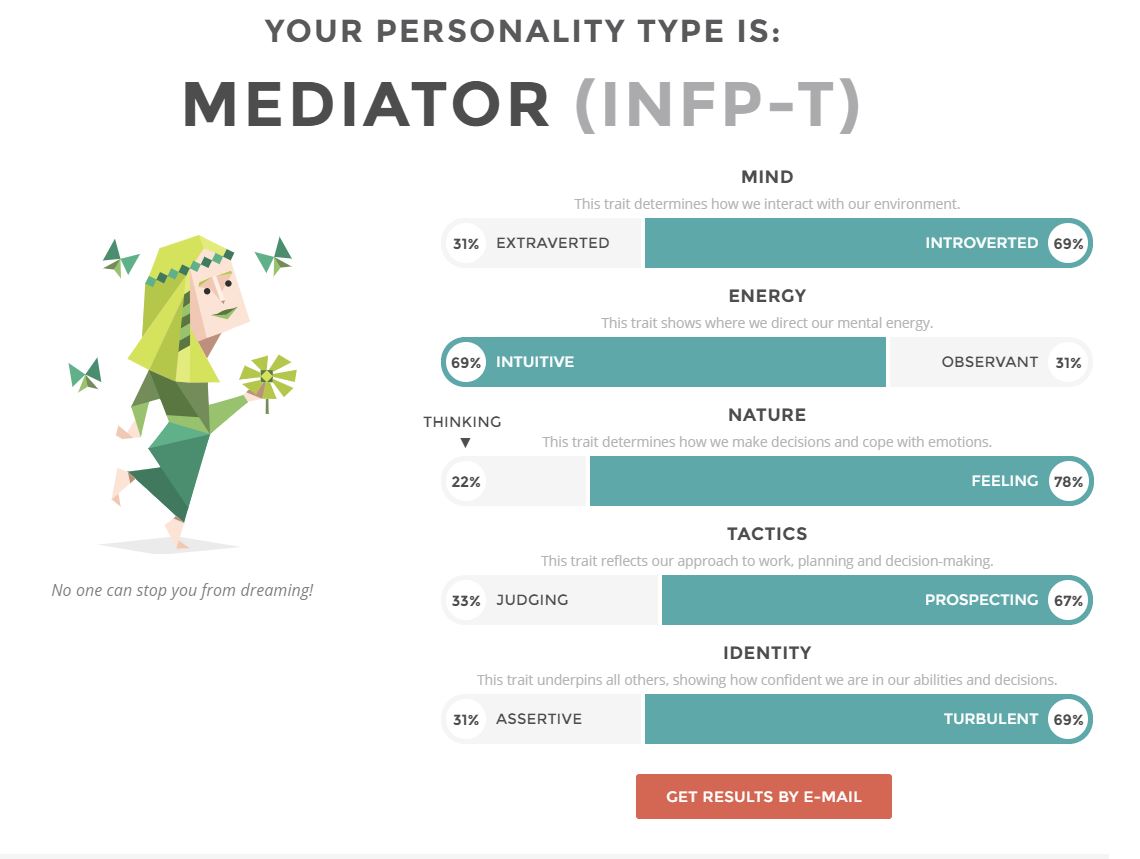 YOUR PERSONALITY TYPE IS:
MEDIATOR (INFP-T)
MIND
This trait determines how we interact with our environment.
31% EXTRAVERTED INTROVERTED 69%
ENERGY
This trait shows where we direct our mental energy.
69% INTUITIVE OBSERVANT 31%
NATURE
This trait determines how we make decisions and cope with emotions.
THINKING
22% FEELING 78%
TACTICS
This trait reflects our approach to work, planning and decision-making.
33% JUDGING PROSPECTING 67%
IDENTITY
This trait underpins all others, showing how confident we are in our abilities and decisions.
31% ASSERTIVE TURBULENT 69%
No one can stop you from dreaming!
GET RESULTS BY E-MAIL